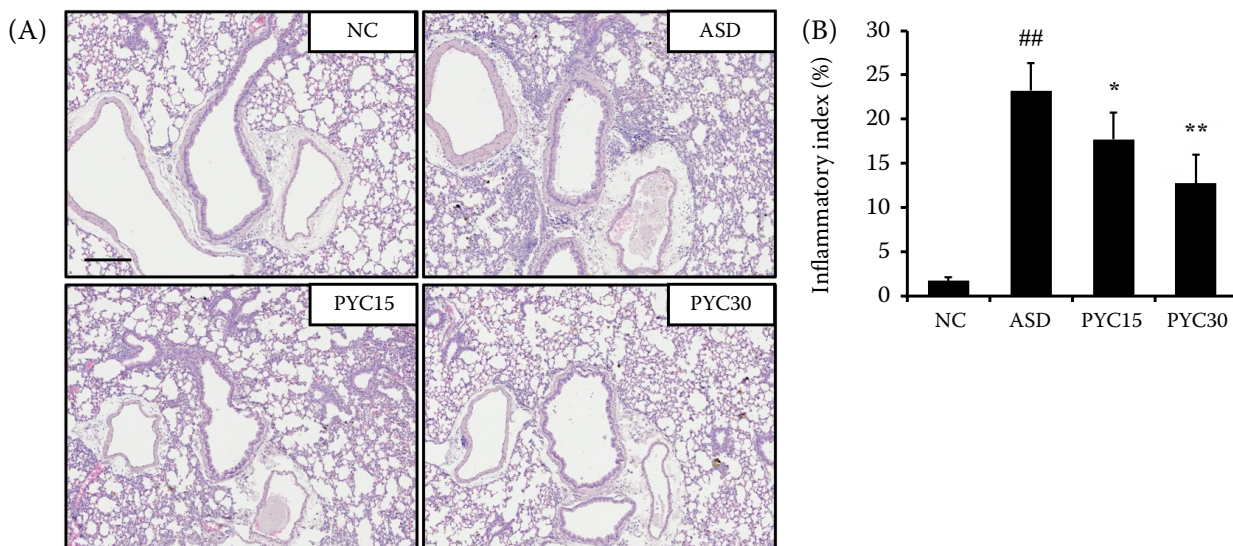 (A)
NC
ASD
PYC15
PYC30
(B)
Inflammatory index (%)
30
25
20
15
10
5
0
##
*
**
NC ASD PYC15 PYC30